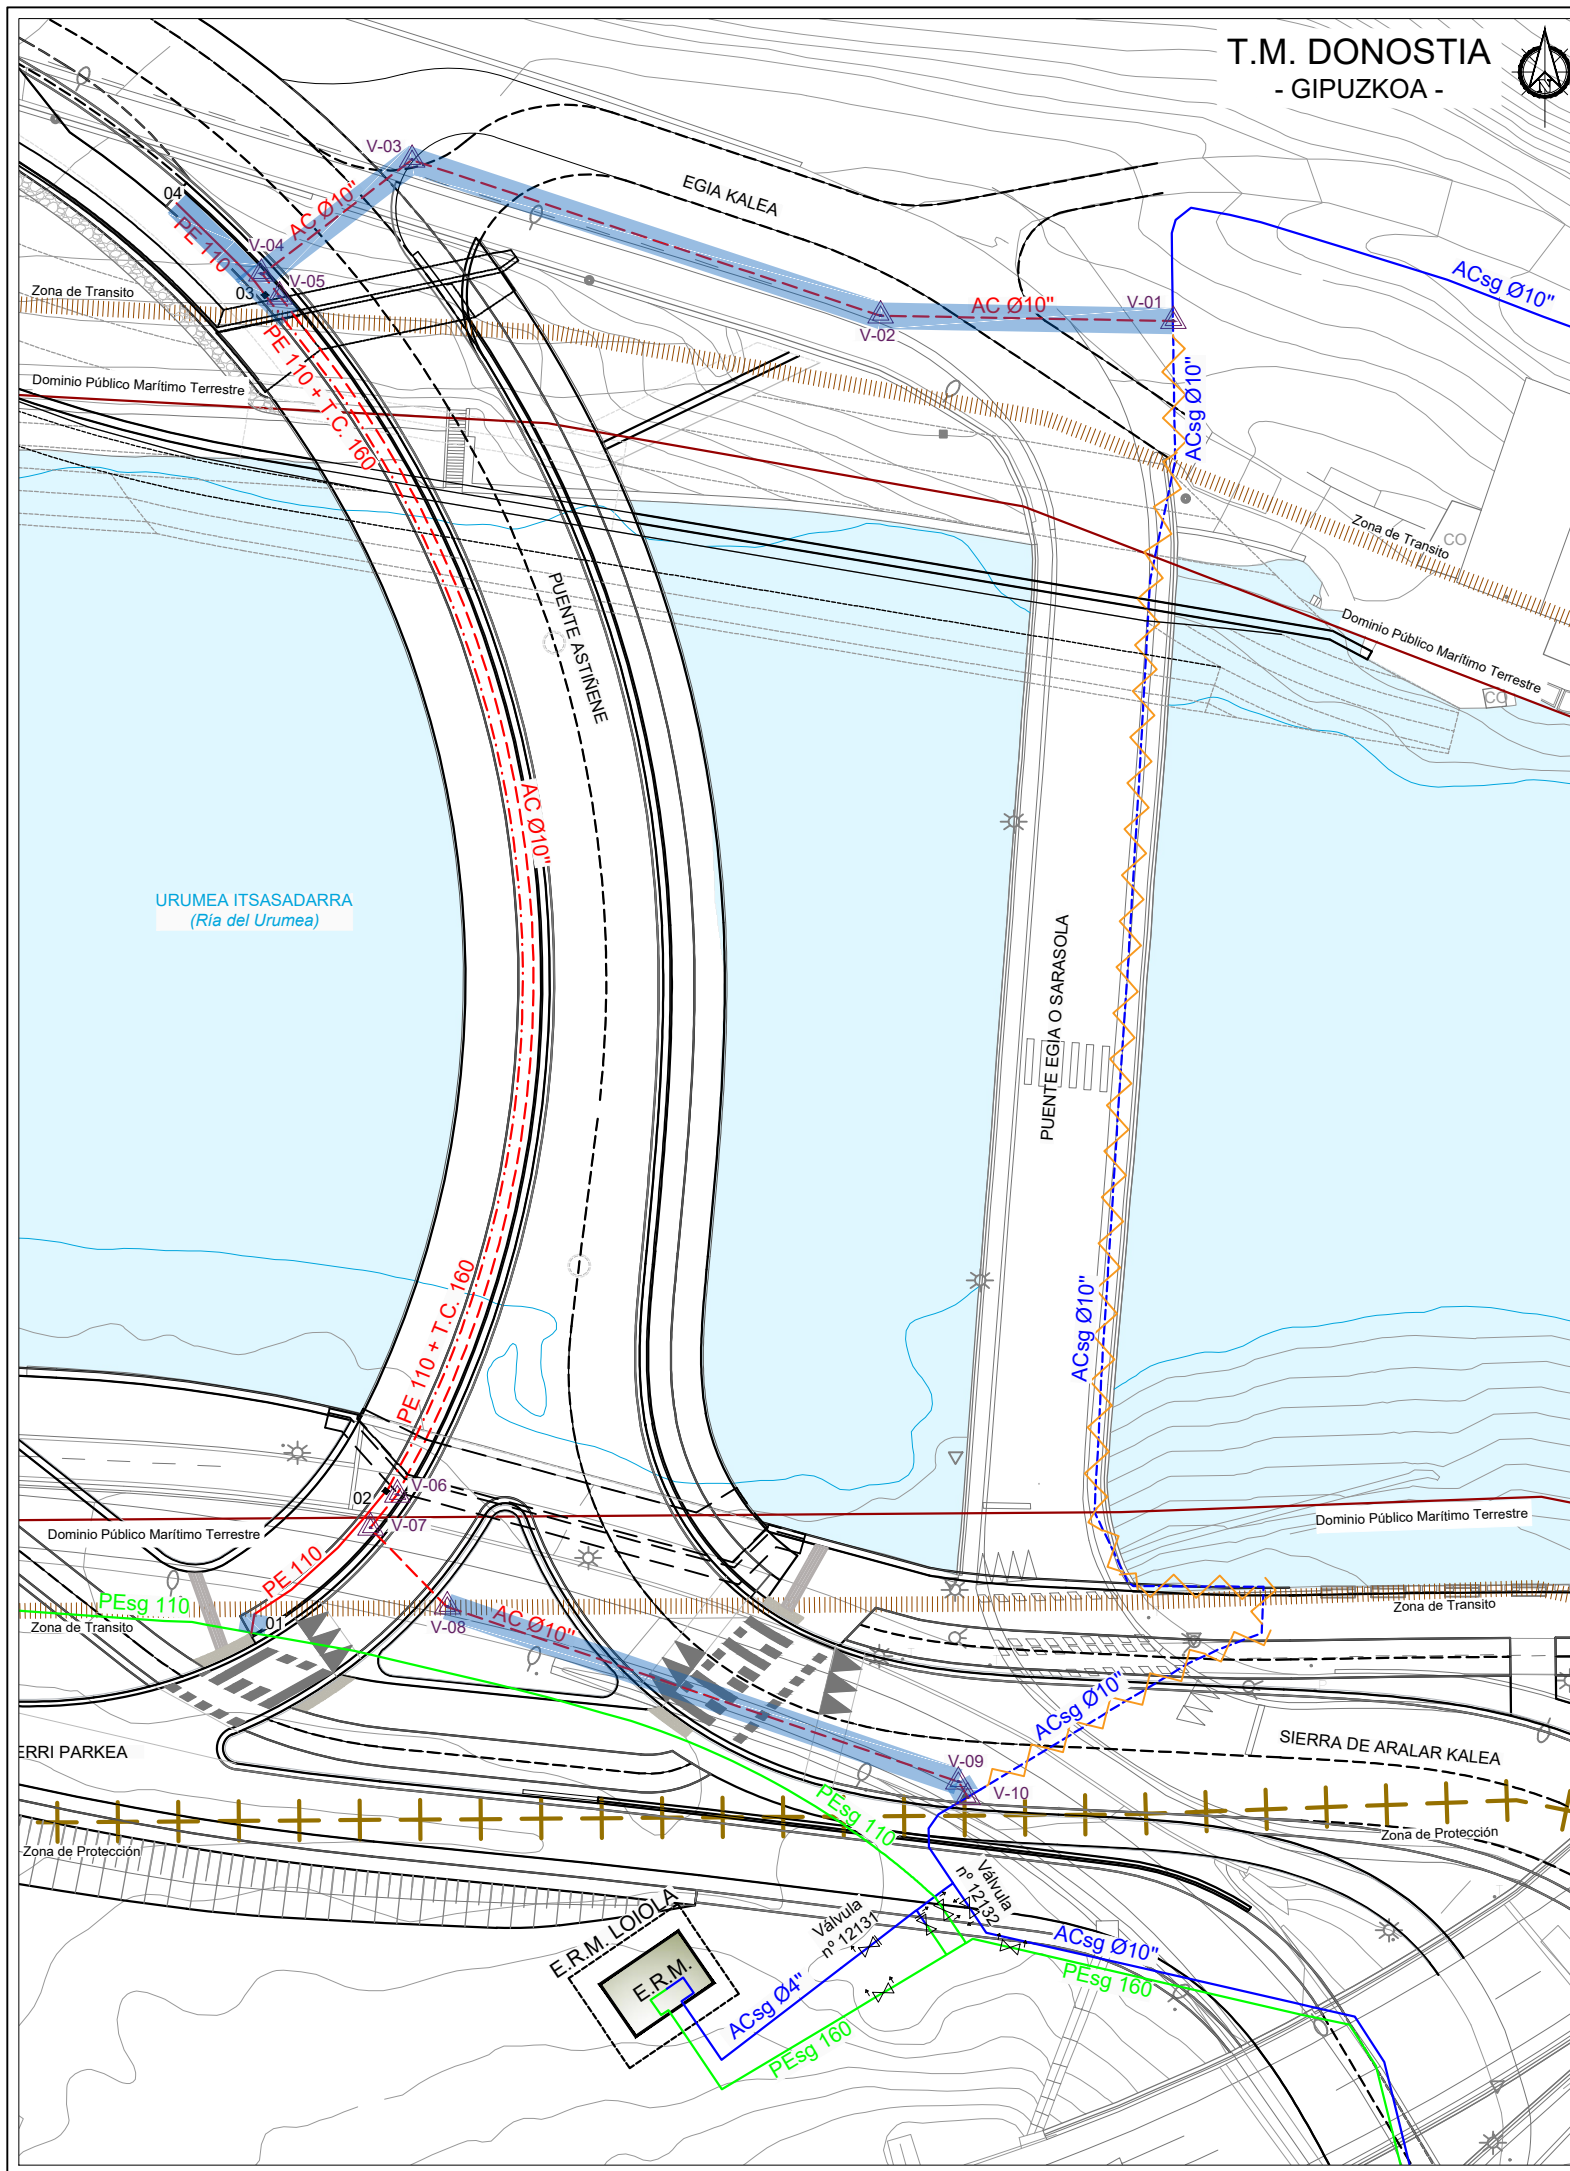 T.M. DONOSTIA
- GIPUZKOA -
V-03
EGIA KALEA
04
AC Ø10"
PE 110
V-04
V-05
03
Zona de Transito
V-02
AC Ø10"
V-01
ACsg Ø10"
ACsg Ø10"
PE 110 + T.C. 160
Dominio Público Marítimo Terrestre
Zona de Transito
CO
Dominio Público Marítimo Terrestre
CO
PUENTE ASTIÑENE
AC Ø10"
URUMEA ITSASADARRA
(Ría del Urumea)
PUENTE EGIA O SARASOLA
ACsg Ø10"
PE 110 + T.C. 160
V-06
02
V-07
Dominio Público Marítimo Terrestre
Dominio Público Marítimo Terrestre
PE 110
PEsg 110
Zona de Transito
01
V-08
AC Ø10"
Zona de Transito
ACsg Ø10"
ERRI PARKEA
SIERRA DE ARALAR KALEA
V-09
V-10
PEsg 110
Zona de Protección
Zona de Protección
Válvula
nº 12132
Válvula
nº 12131
E.R.M. LOIOLA
E.R.M.
ACsg Ø4"
PEsg 160
ACsg Ø10"
PEsg 160